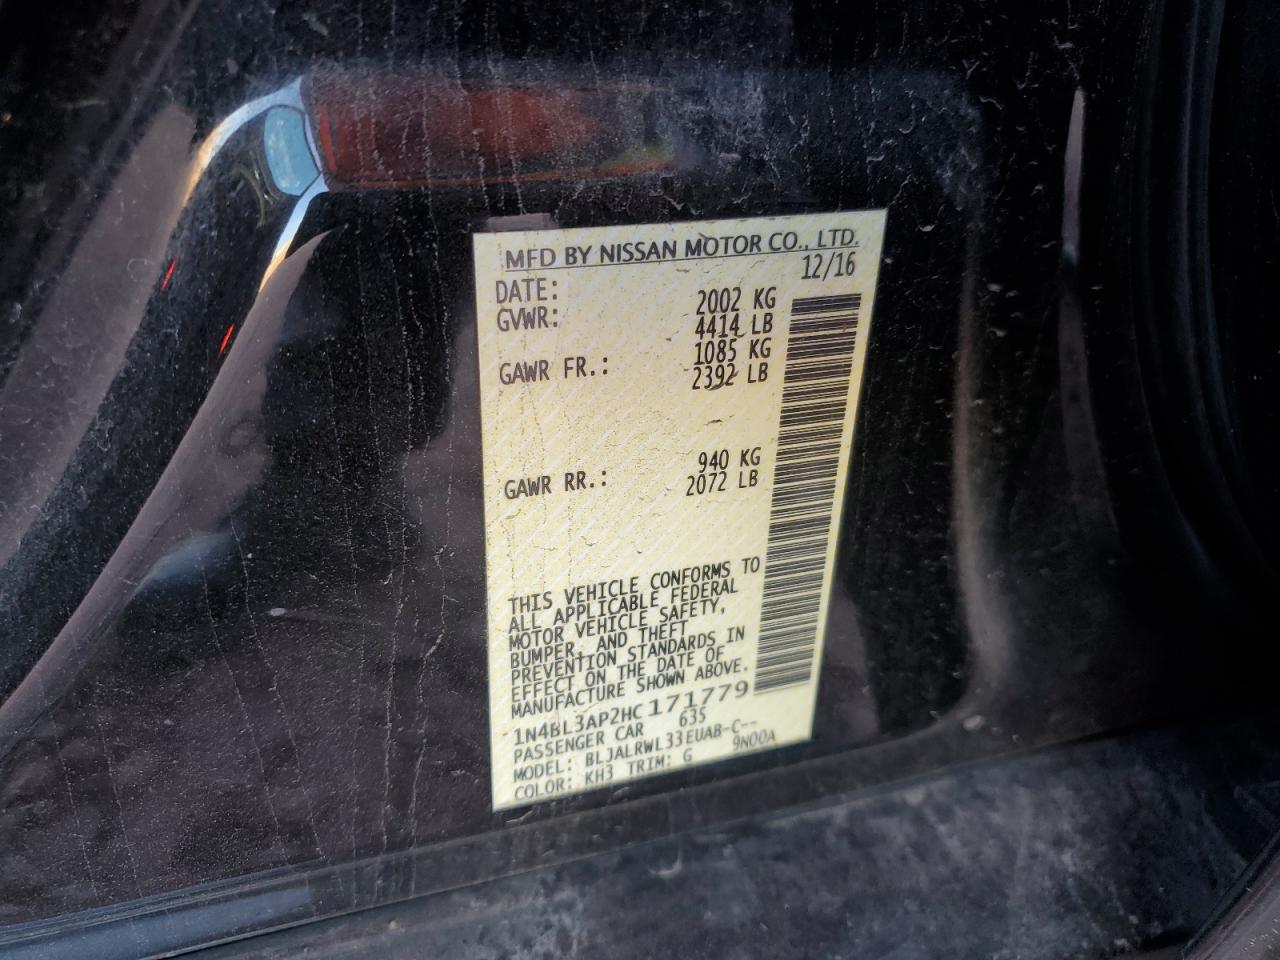 MFD BY NISSAN MOTOR CO., LTD.
DATE: 12/16
GVWR: 2002 KG
4414 LB
GAWR FR.: 1085 KG
2392 LB
GAWR RR.: 940 KG
2072 LB
THIS VEHICLE CONFORMS TO
ALL APPLICABLE FEDERAL
MOTOR VEHICLE SAFETY,
BUMPER, AND THEFT
PREVENTION STANDARDS IN
EFFECT ON THE DATE OF
MANUFACTURE SHOWN ABOVE.
1N4BL3AP2HC171779
PASSENGER CAR 635
MODEL: BLJALRWL33EUAB-C--
COLOR: KH3 TRIM: G 9N00A